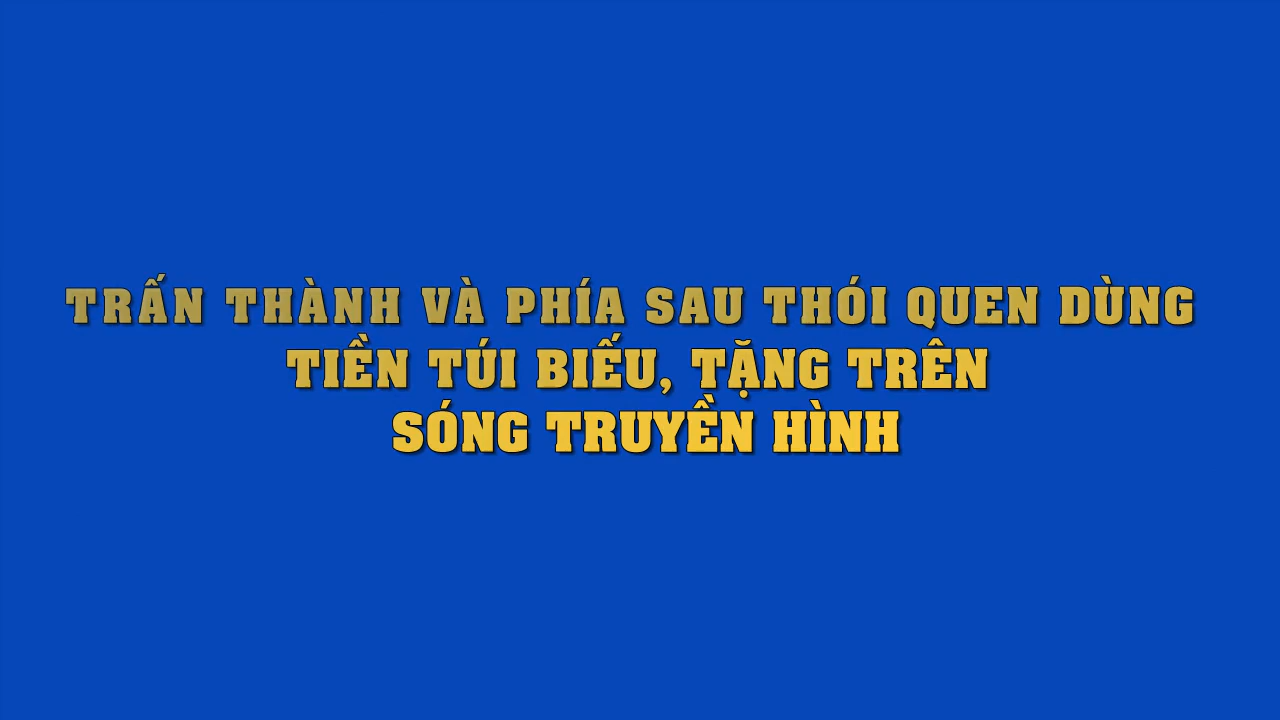 TRẤN THÀNH VÀ PHÍA SAU THÓI QUEN DÙNG
TIỀN TÚI BIẾU, TẶNG TRÊN
SÓNG TRUYỀN HÌNH